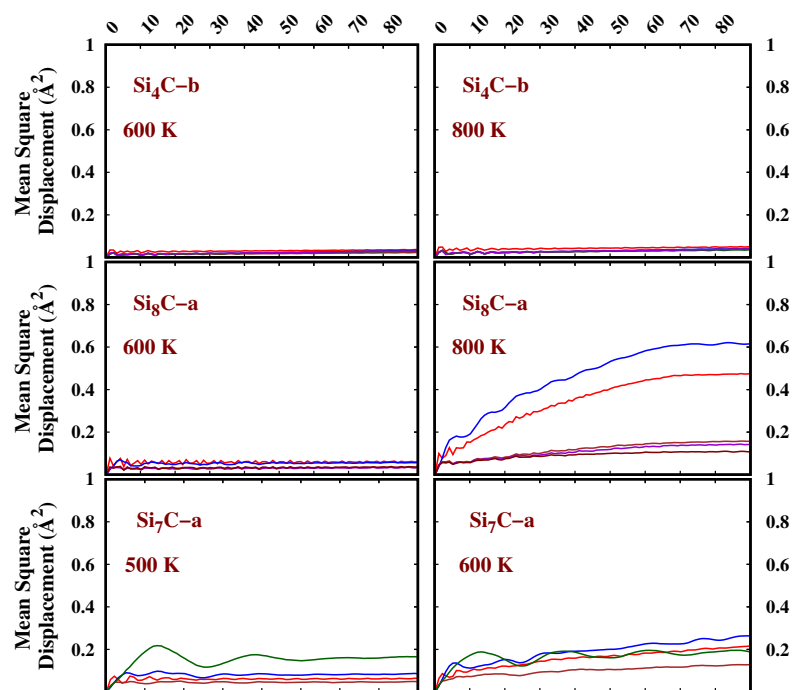 0 10 20 30 40 50 60 70 80 0 10 20 30 40 50 60 70 80
1 1
0.8 Si₄C−b Si₄C−b 0.8
0.6 600 K 800 K 0.6
0.4 0.4
0.2 0.2
Mean Square
Displacement (Å²)
1 1
0.8 Si₈C−a Si₈C−a 0.8
0.6 600 K 800 K 0.6
0.4 0.4
0.2 0.2
Mean Square
Displacement (Å²)
1 1
0.8 Si₇C−a Si₇C−a 0.8
0.6 500 K 600 K 0.6
0.4 0.4
0.2 0.2
Mean Square
Displacement (Å²)